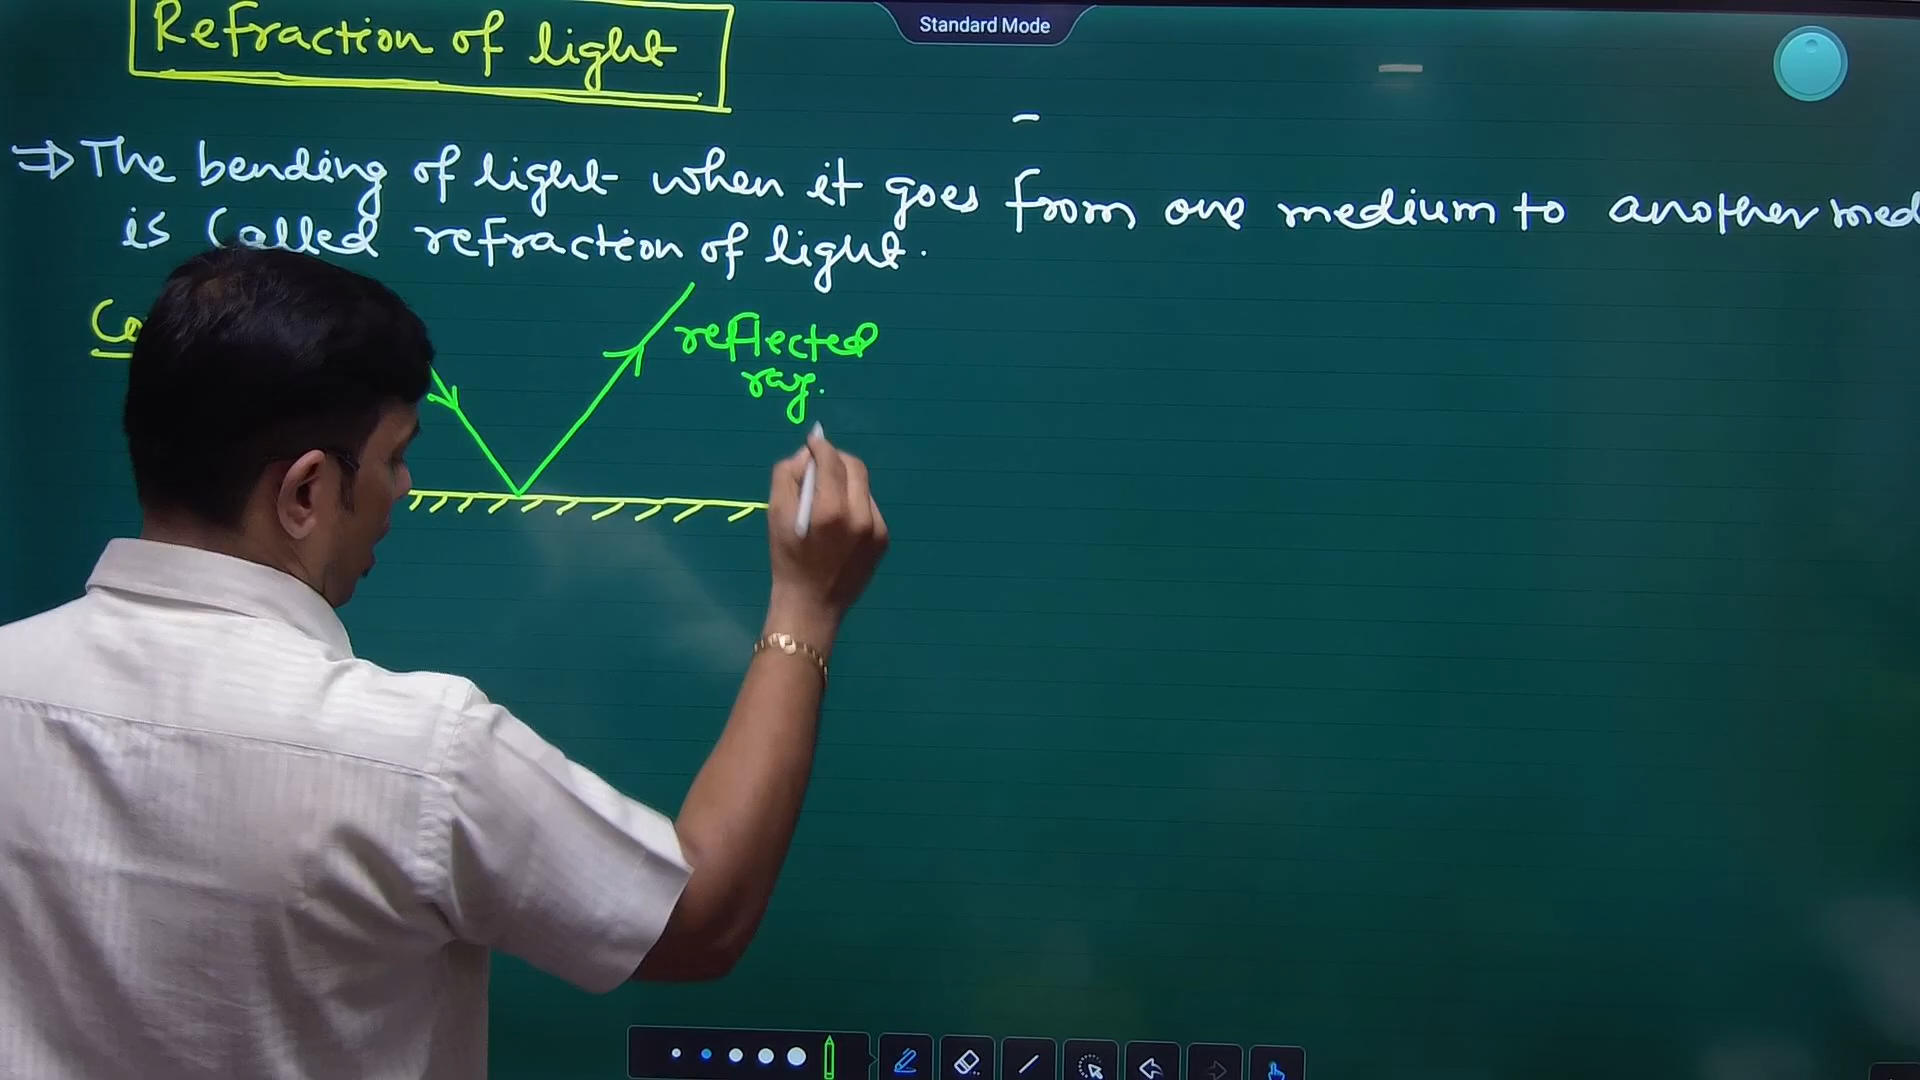 Standard Mode
Refraction of light
⇒ The bending of light when it goes from one medium to another
is called refraction of light.
reflected
ray.